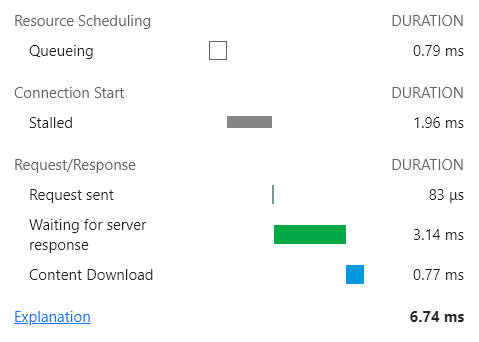 Resource Scheduling DURATION
Queueing 0.79 ms
Connection Start DURATION
Stalled 1.96 ms
Request/Response DURATION
Request sent 83 μs
Waiting for server
response 3.14 ms
Content Download 0.77 ms
Explanation 6.74 ms